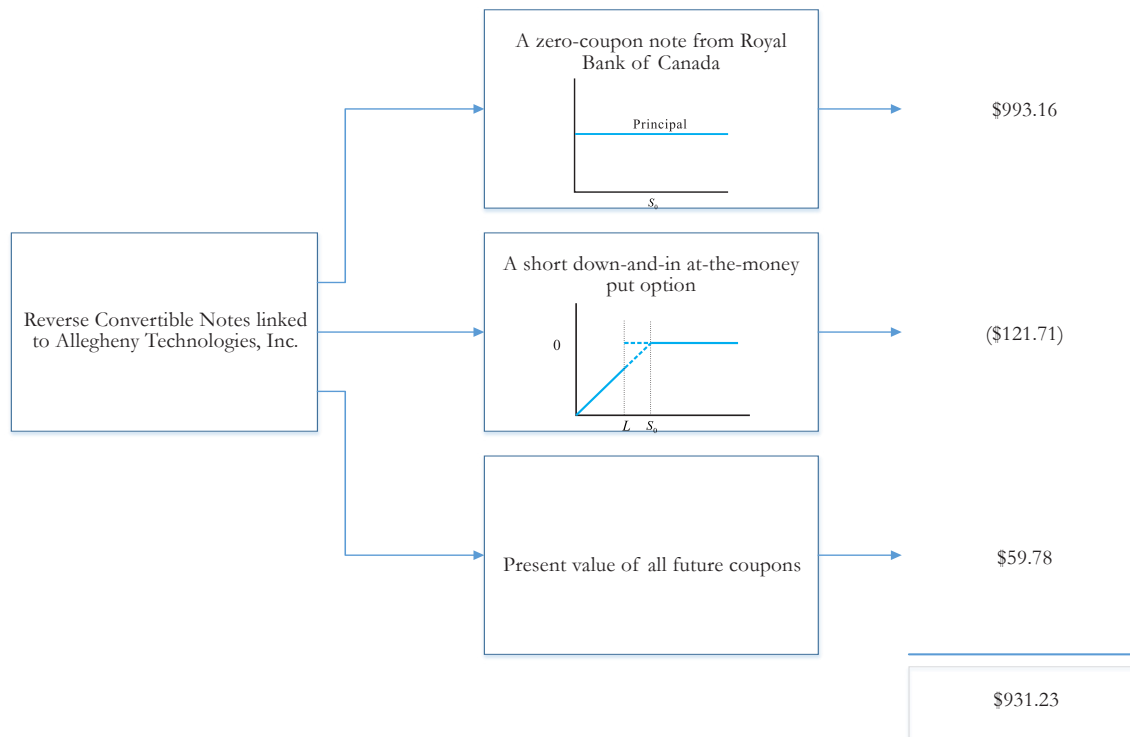 A zero-coupon note from Royal
Bank of Canada
Principal
S₀
$993.16
Reverse Convertible Notes linked
to Allegheny Technologies, Inc.
A short down-and-in at-the-money
put option
0
L S₀
($121.71)
Present value of all future coupons
$59.78
$931.23